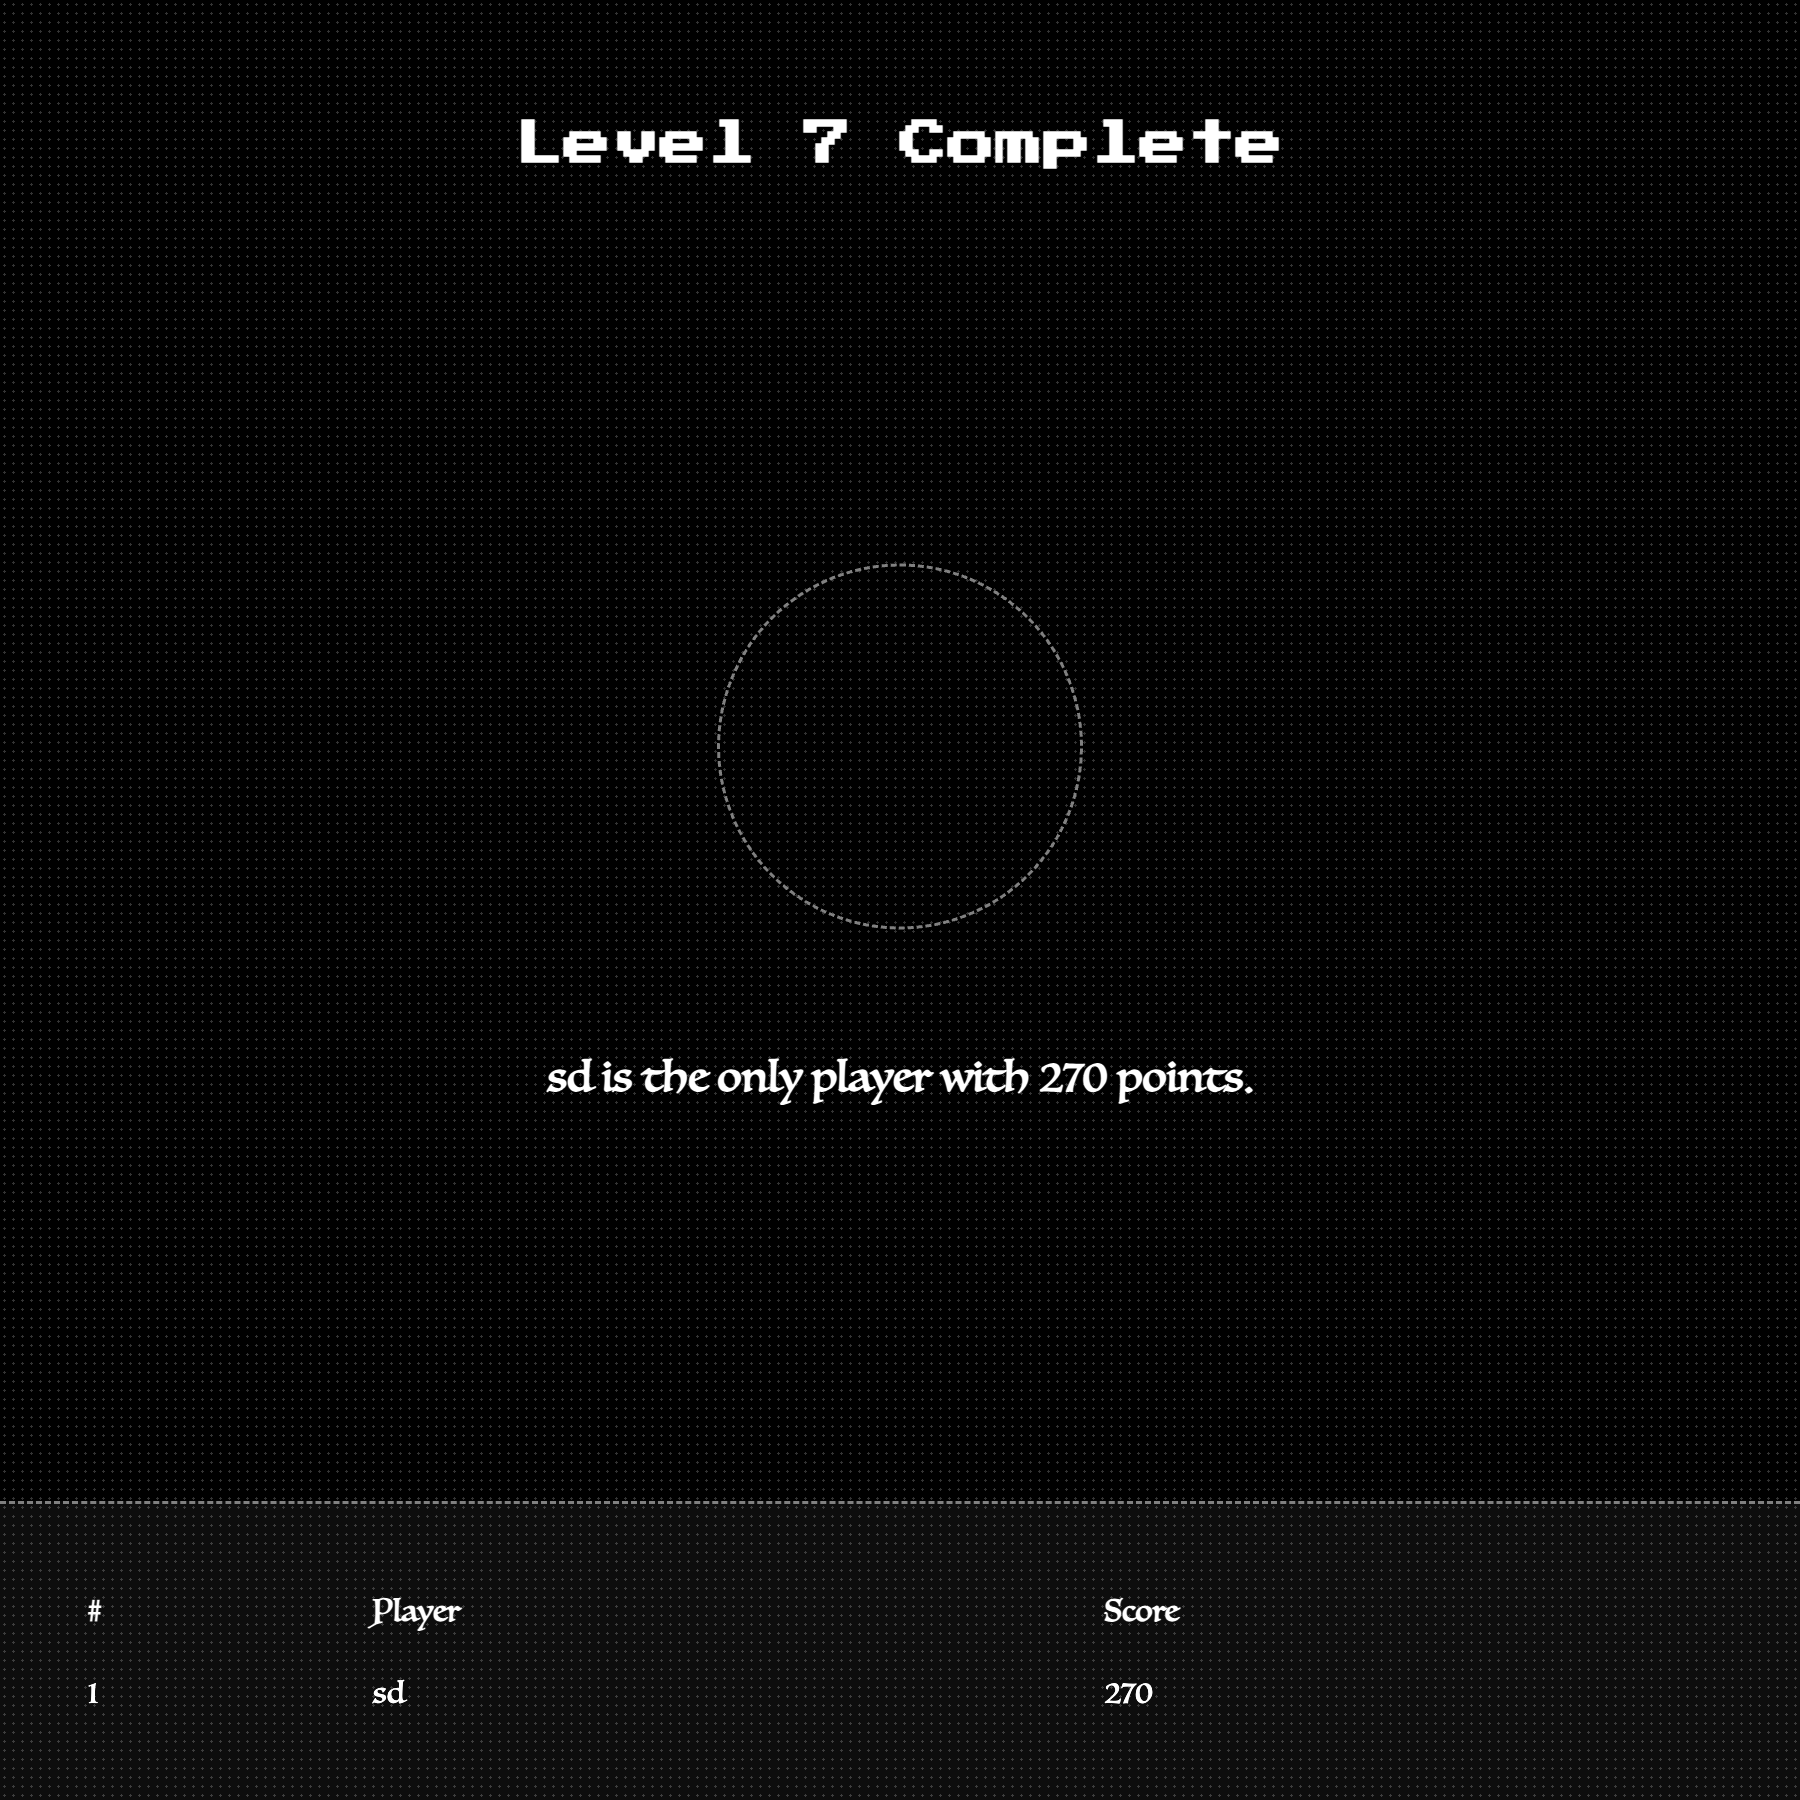 Level 7 Complete
sd is the only player with 270 points.
# Player Score
1 sd 270